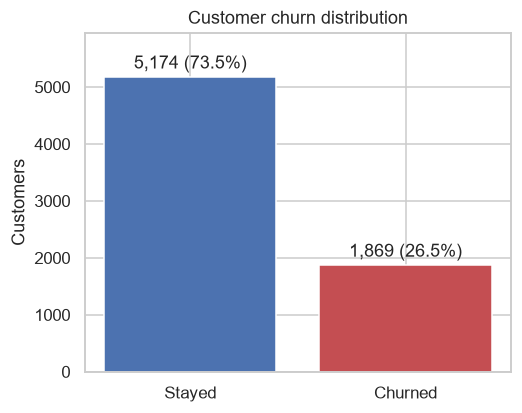 Customer churn distribution
5,174 (73.5%)
1,869 (26.5%)
Customers
5000
4000
3000
2000
1000
0
Stayed
Churned